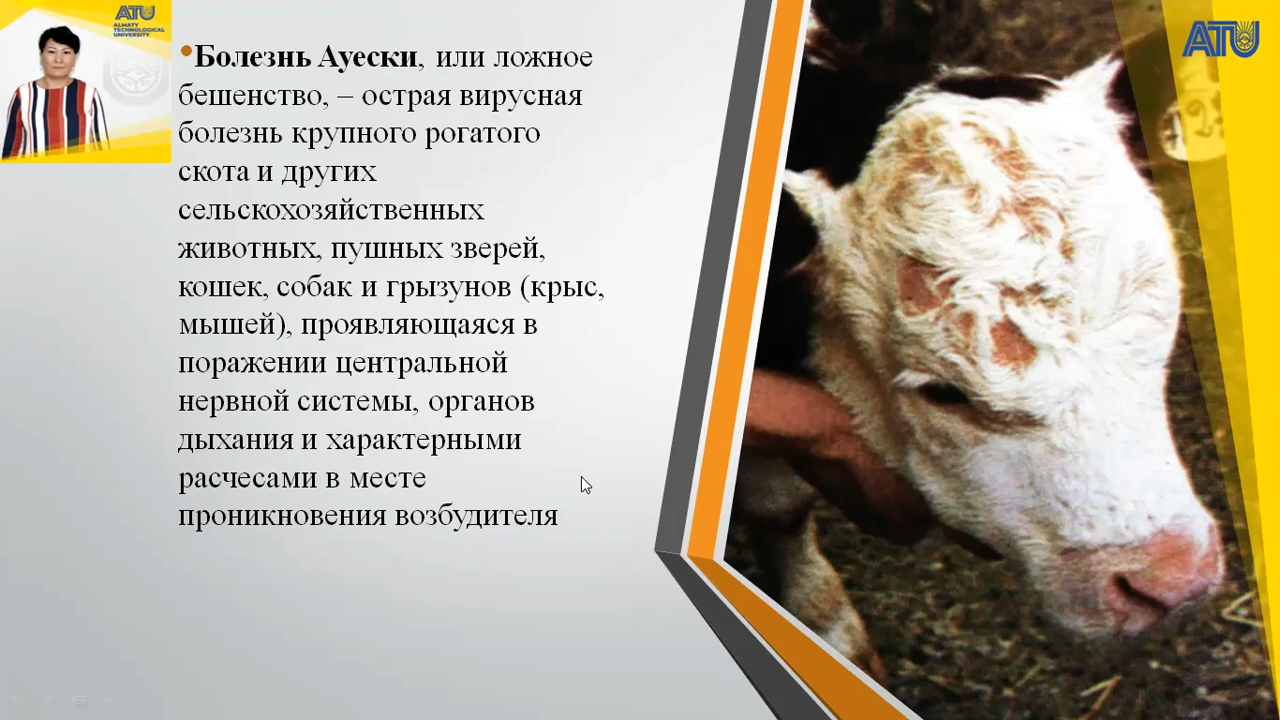 ATU
ALMATY
TECHNOLOGICAL
UNIVERSITY
•Болезнь Ауески, или ложное
бешенство, – острая вирусная
болезнь крупного рогатого
скота и других
сельскохозяйственных
животных, пушных зверей,
кошек, собак и грызунов (крыс,
мышей), проявляющаяся в
поражении центральной
нервной системы, органов
дыхания и характерными
расчесами в месте
проникновения возбудителя
ATU